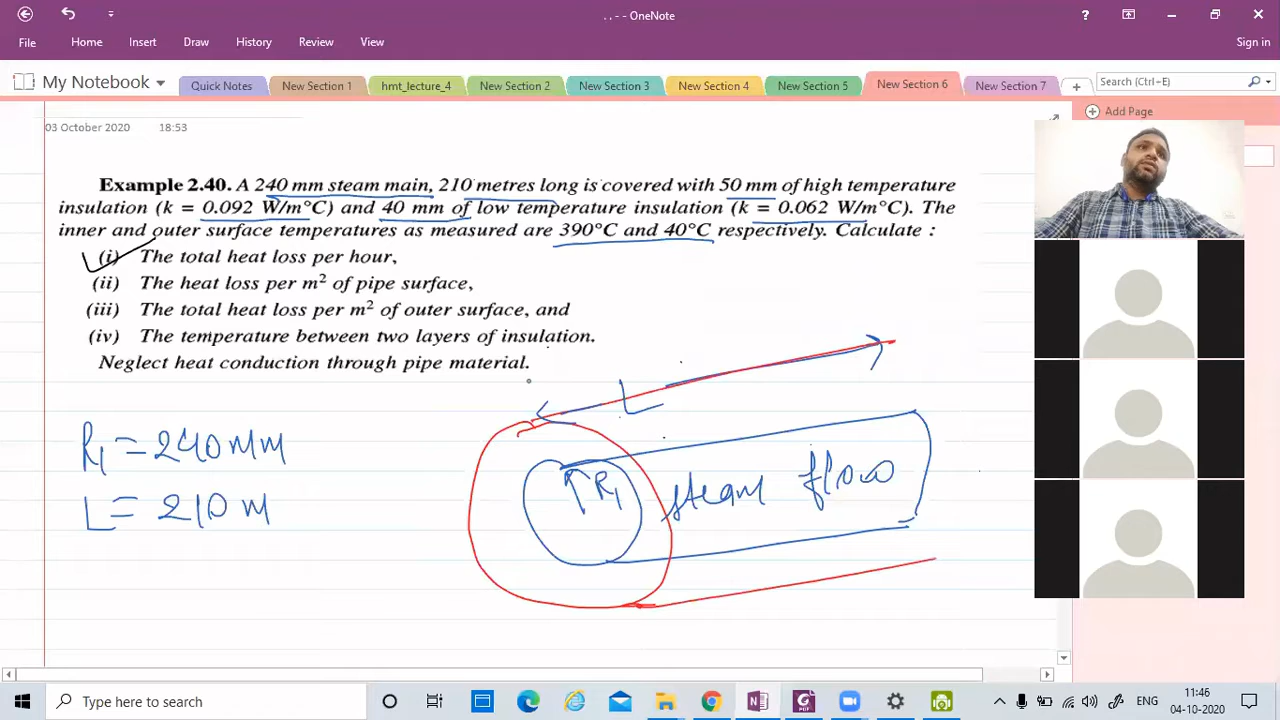 . . - OneNote
?
File Home Insert Draw History Review View
Sign in
My Notebook
Quick Notes New Section 1 hmt_lecture_4 New Section 2 New Section 3 New Section 4 New Section 5 New Section 6 New Section 7 +
Search (Ctrl+E)
Add Page
03 October 2020 18:53
Example 2.40. A 240 mm steam main, 210 metres long is covered with 50 mm of high temperature
insulation (k = 0.092 W/m°C) and 40 mm of low temperature insulation (k = 0.062 W/m°C). The
inner and outer surface temperatures as measured are 390°C and 40°C respectively. Calculate :
(i) The total heat loss per hour,
(ii) The heat loss per m² of pipe surface,
(iii) The total heat loss per m² of outer surface, and
(iv) The temperature between two layers of insulation.
Neglect heat conduction through pipe material.
L
R1 = 240 mm
R1 steam flow
L = 210 m
Type here to search
ENG
1:46
04-10-2020